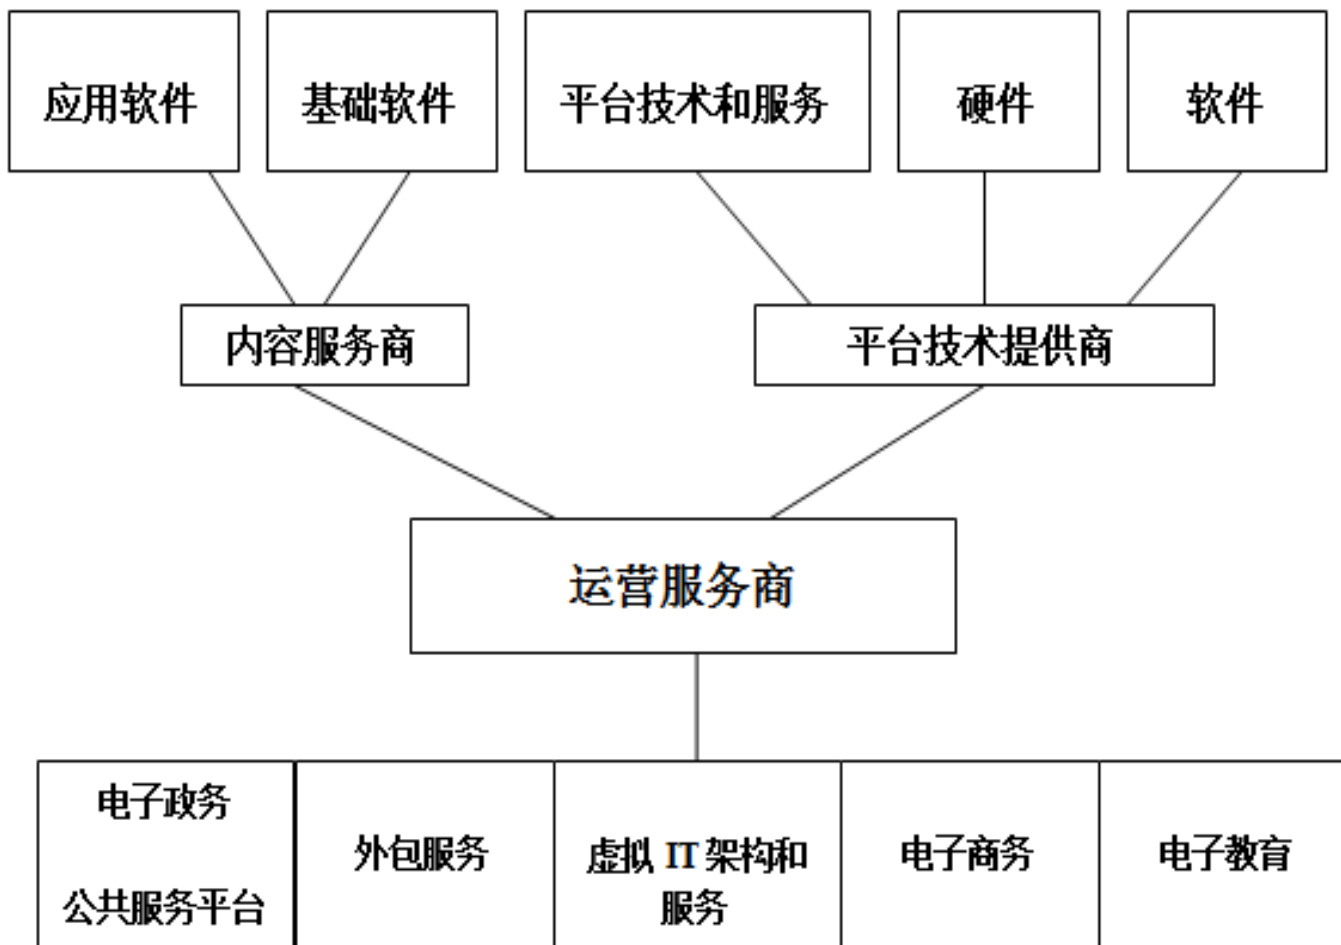 应用软件
基础软件
平台技术和服务
硬件
软件
内容服务商
平台技术提供商
运营服务商
电子政务
公共服务平台
外包服务
虚拟 IT 架构和
服务
电子商务
电子教育